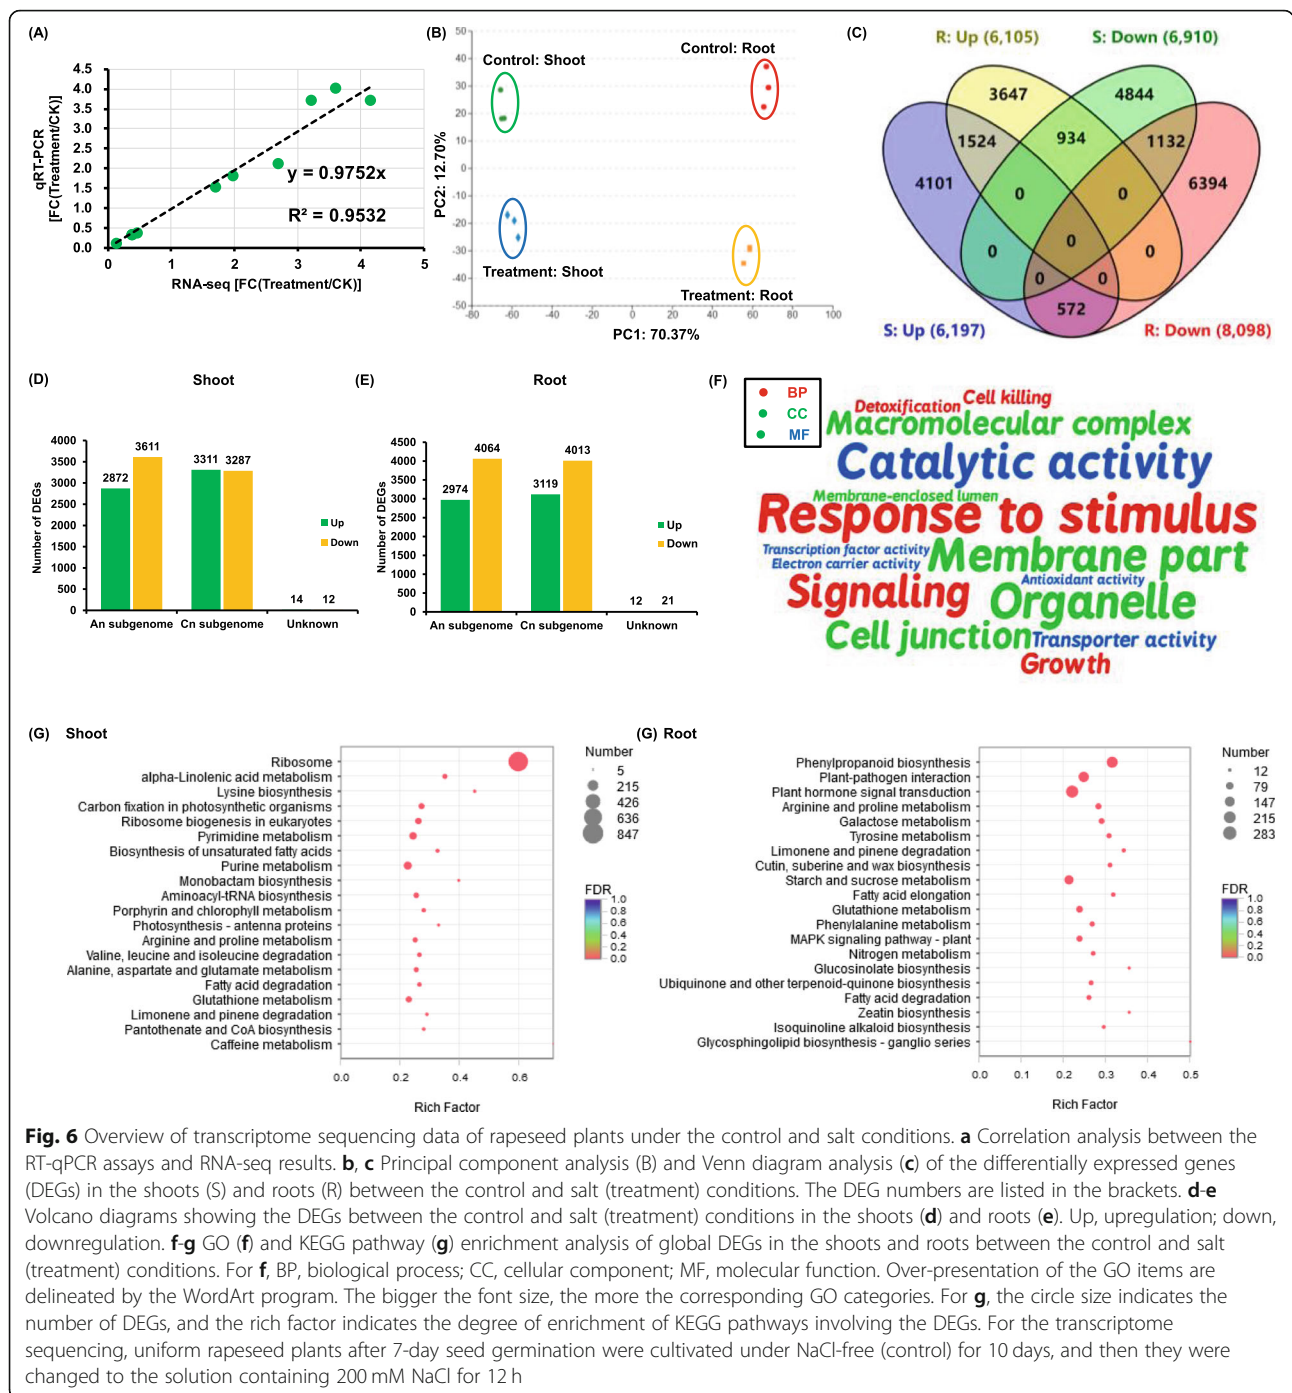 (A)
4.5
4.0
3.5
3.0
2.5
2.0
1.5
1.0
0.5
0.0
0 1 2 3 4 5
qRT-PCR
[FC(Treatment/CK)]
RNA-seq [FC(Treatment/CK)]
y = 0.9752x
R² = 0.9532
(B)
Control: Shoot
Control: Root
Treatment: Shoot
Treatment: Root
50
40
30
20
10
0
-10
-20
-30
-40
-50
-80 -60 -40 -20 0 20 40 60 80 100
PC2: 12.70%
PC1: 70.37%
(C)
R: Up (6,105) S: Down (6,910)
3647 4844
1524 934 1132
4101 0 0 6394
0 0 0
0 0
572
S: Up (6,197) R: Down (8,098)
(D) Shoot
Number of DEGs
4000
3500
3000
2500
2000
1500
1000
500
0
2872 3611 3311 3287 14 12
An subgenome Cn subgenome Unknown
Up
Down
(E) Root
Number of DEGs
4500
4000
3500
3000
2500
2000
1500
1000
500
0
2974 4064 3119 4013 12 21
An subgenome Cn subgenome Unknown
Up
Down
(F)
BP
CC
MF
Detoxification Cell killing
Macromolecular complex
Catalytic activity
Membrane-enclosed lumen
Response to stimulus
Transcription factor activity
Electron carrier activity
Membrane part
Antioxidant activity
Signaling Organelle
Cell junction Transporter activity
Growth
(G) Shoot
Ribosome
alpha-Linolenic acid metabolism
Lysine biosynthesis
Carbon fixation in photosynthetic organisms
Ribosome biogenesis in eukaryotes
Pyrimidine metabolism
Biosynthesis of unsaturated fatty acids
Purine metabolism
Monobactam biosynthesis
Aminoacyl-tRNA biosynthesis
Porphyrin and chlorophyll metabolism
Photosynthesis - antenna proteins
Arginine and proline metabolism
Valine, leucine and isoleucine degradation
Alanine, aspartate and glutamate metabolism
Fatty acid degradation
Glutathione metabolism
Limonene and pinene degradation
Pantothenate and CoA biosynthesis
Caffeine metabolism
0.0 0.2 0.4 0.6
Rich Factor
Number
5
215
426
636
847
FDR
1.0
0.8
0.6
0.4
0.2
0.0
(G) Root
Phenylpropanoid biosynthesis
Plant-pathogen interaction
Plant hormone signal transduction
Arginine and proline metabolism
Galactose metabolism
Tyrosine metabolism
Limonene and pinene degradation
Cutin, suberine and wax biosynthesis
Starch and sucrose metabolism
Fatty acid elongation
Glutathione metabolism
Phenylalanine metabolism
MAPK signaling pathway - plant
Nitrogen metabolism
Glucosinolate biosynthesis
Ubiquinone and other terpenoid-quinone biosynthesis
Fatty acid degradation
Zeatin biosynthesis
Isoquinoline alkaloid biosynthesis
Glycosphingolipid biosynthesis - ganglio series
0.0 0.1 0.2 0.3 0.4 0.5
Rich Factor
Number
12
79
147
215
283
FDR
1.0
0.8
0.6
0.4
0.2
0.0
Fig. 6 Overview of transcriptome sequencing data of rapeseed plants under the control and salt conditions. a Correlation analysis between the
RT-qPCR assays and RNA-seq results. b, c Principal component analysis (B) and Venn diagram analysis (c) of the differentially expressed genes
(DEGs) in the shoots (S) and roots (R) between the control and salt (treatment) conditions. The DEG numbers are listed in the brackets. d-e
Volcano diagrams showing the DEGs between the control and salt (treatment) conditions in the shoots (d) and roots (e). Up, upregulation; down,
downregulation. f-g GO (f) and KEGG pathway (g) enrichment analysis of global DEGs in the shoots and roots between the control and salt
(treatment) conditions. For f, BP, biological process; CC, cellular component; MF, molecular function. Over-presentation of the GO items are
delineated by the WordArt program. The bigger the font size, the more the corresponding GO categories. For g, the circle size indicates the
number of DEGs, and the rich factor indicates the degree of enrichment of KEGG pathways involving the DEGs. For the transcriptome
sequencing, uniform rapeseed plants after 7-day seed germination were cultivated under NaCl-free (control) for 10 days, and then they were
changed to the solution containing 200 mM NaCl for 12 h